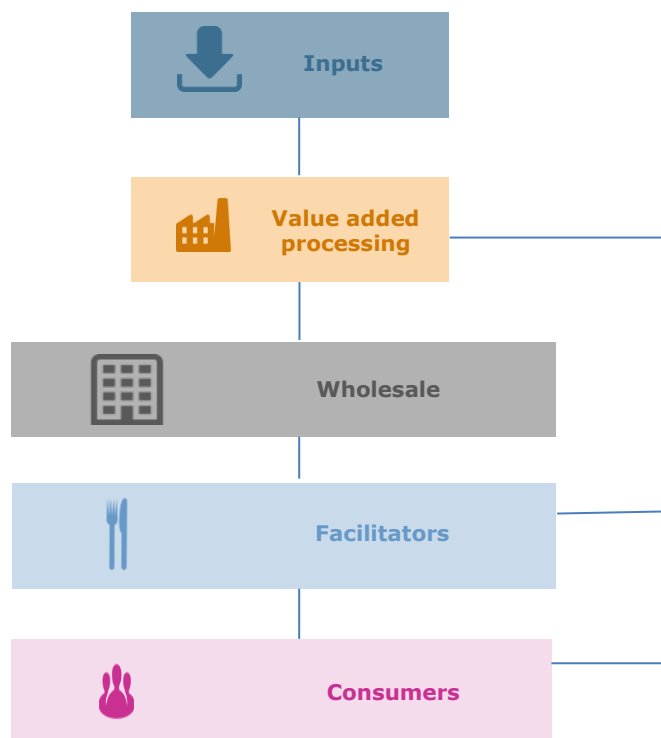 Inputs
Value added
processing
Wholesale
Facilitators
Consumers